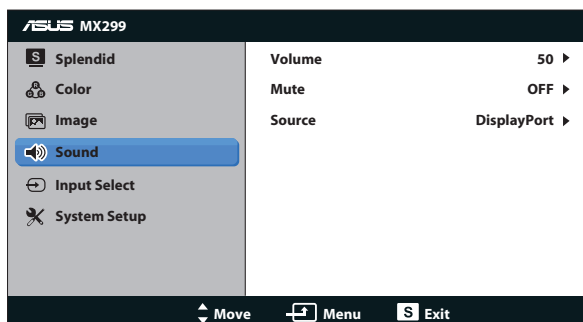 ASUS MX299
S Splendid
Color
Image
Sound
Input Select
System Setup
Volume 50
Mute OFF
Source DisplayPort
Move Menu S Exit